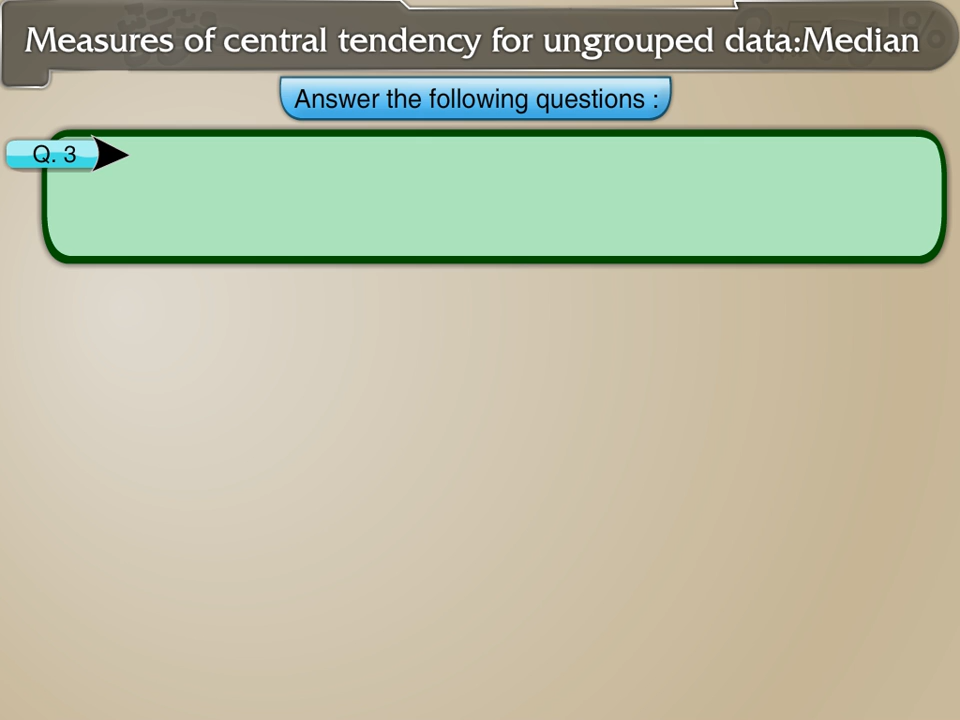 Measures of central tendency for ungrouped data:Median
Answer the following questions :
Q. 3